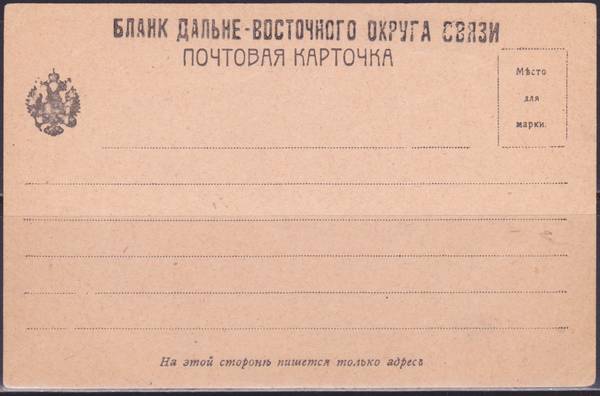 БЛАНК ДАЛЬНЕ-ВОСТОЧНОГО ОКРУГА СВЯЗИ
ПОЧТОВАЯ КАРТОЧКА
Мѣсто
для
марки.
На этой сторонѣ пишется только адресъ